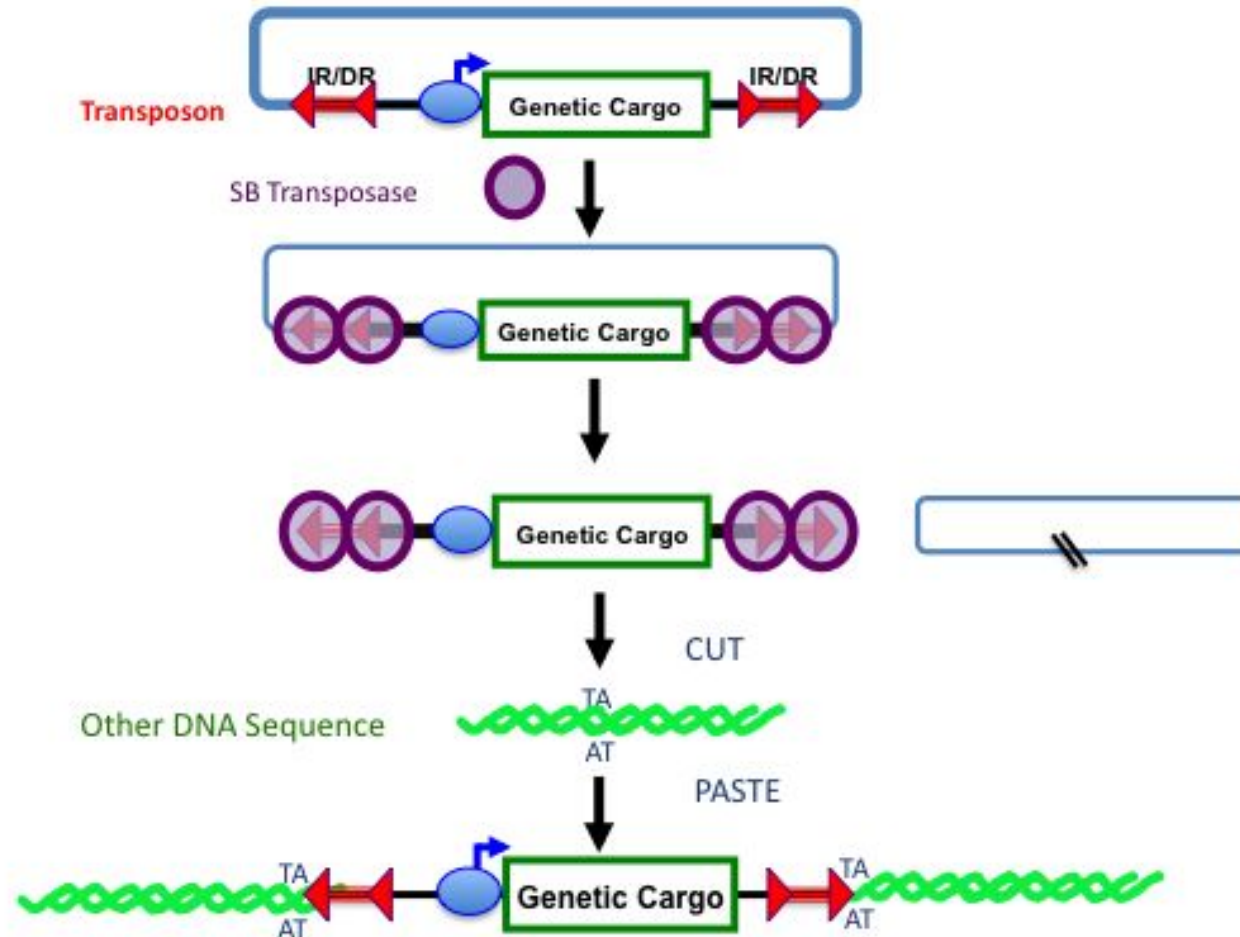 IR/DR
IR/DR
Transposon
Genetic Cargo
SB Transposase
Genetic Cargo
Genetic Cargo
CUT
TA
Other DNA Sequence
AT
PASTE
TA
TA
Genetic Cargo
AT
AT